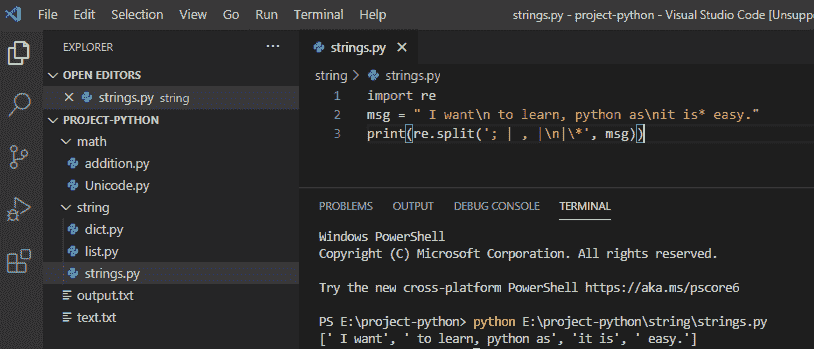 File Edit Selection View Go Run Terminal Help strings.py - project-python - Visual Studio Code [Unsupp
EXPLORER ...
OPEN EDITORS
strings.py string
PROJECT-PYTHON
math
addition.py
Unicode.py
string
dict.py
list.py
strings.py
output.txt
text.txt
strings.py
string > strings.py
1 import re
2 msg = " I want\n to learn, python as\nit is* easy."
3 print(re.split('; | , |\n|\*', msg))
PROBLEMS OUTPUT DEBUG CONSOLE TERMINAL
Windows PowerShell
Copyright (C) Microsoft Corporation. All rights reserved.
Try the new cross-platform PowerShell https://aka.ms/pscore6
PS E:\project-python> python E:\project-python\string\strings.py
[' I want', ' to learn, python as', 'it is', ' easy.']